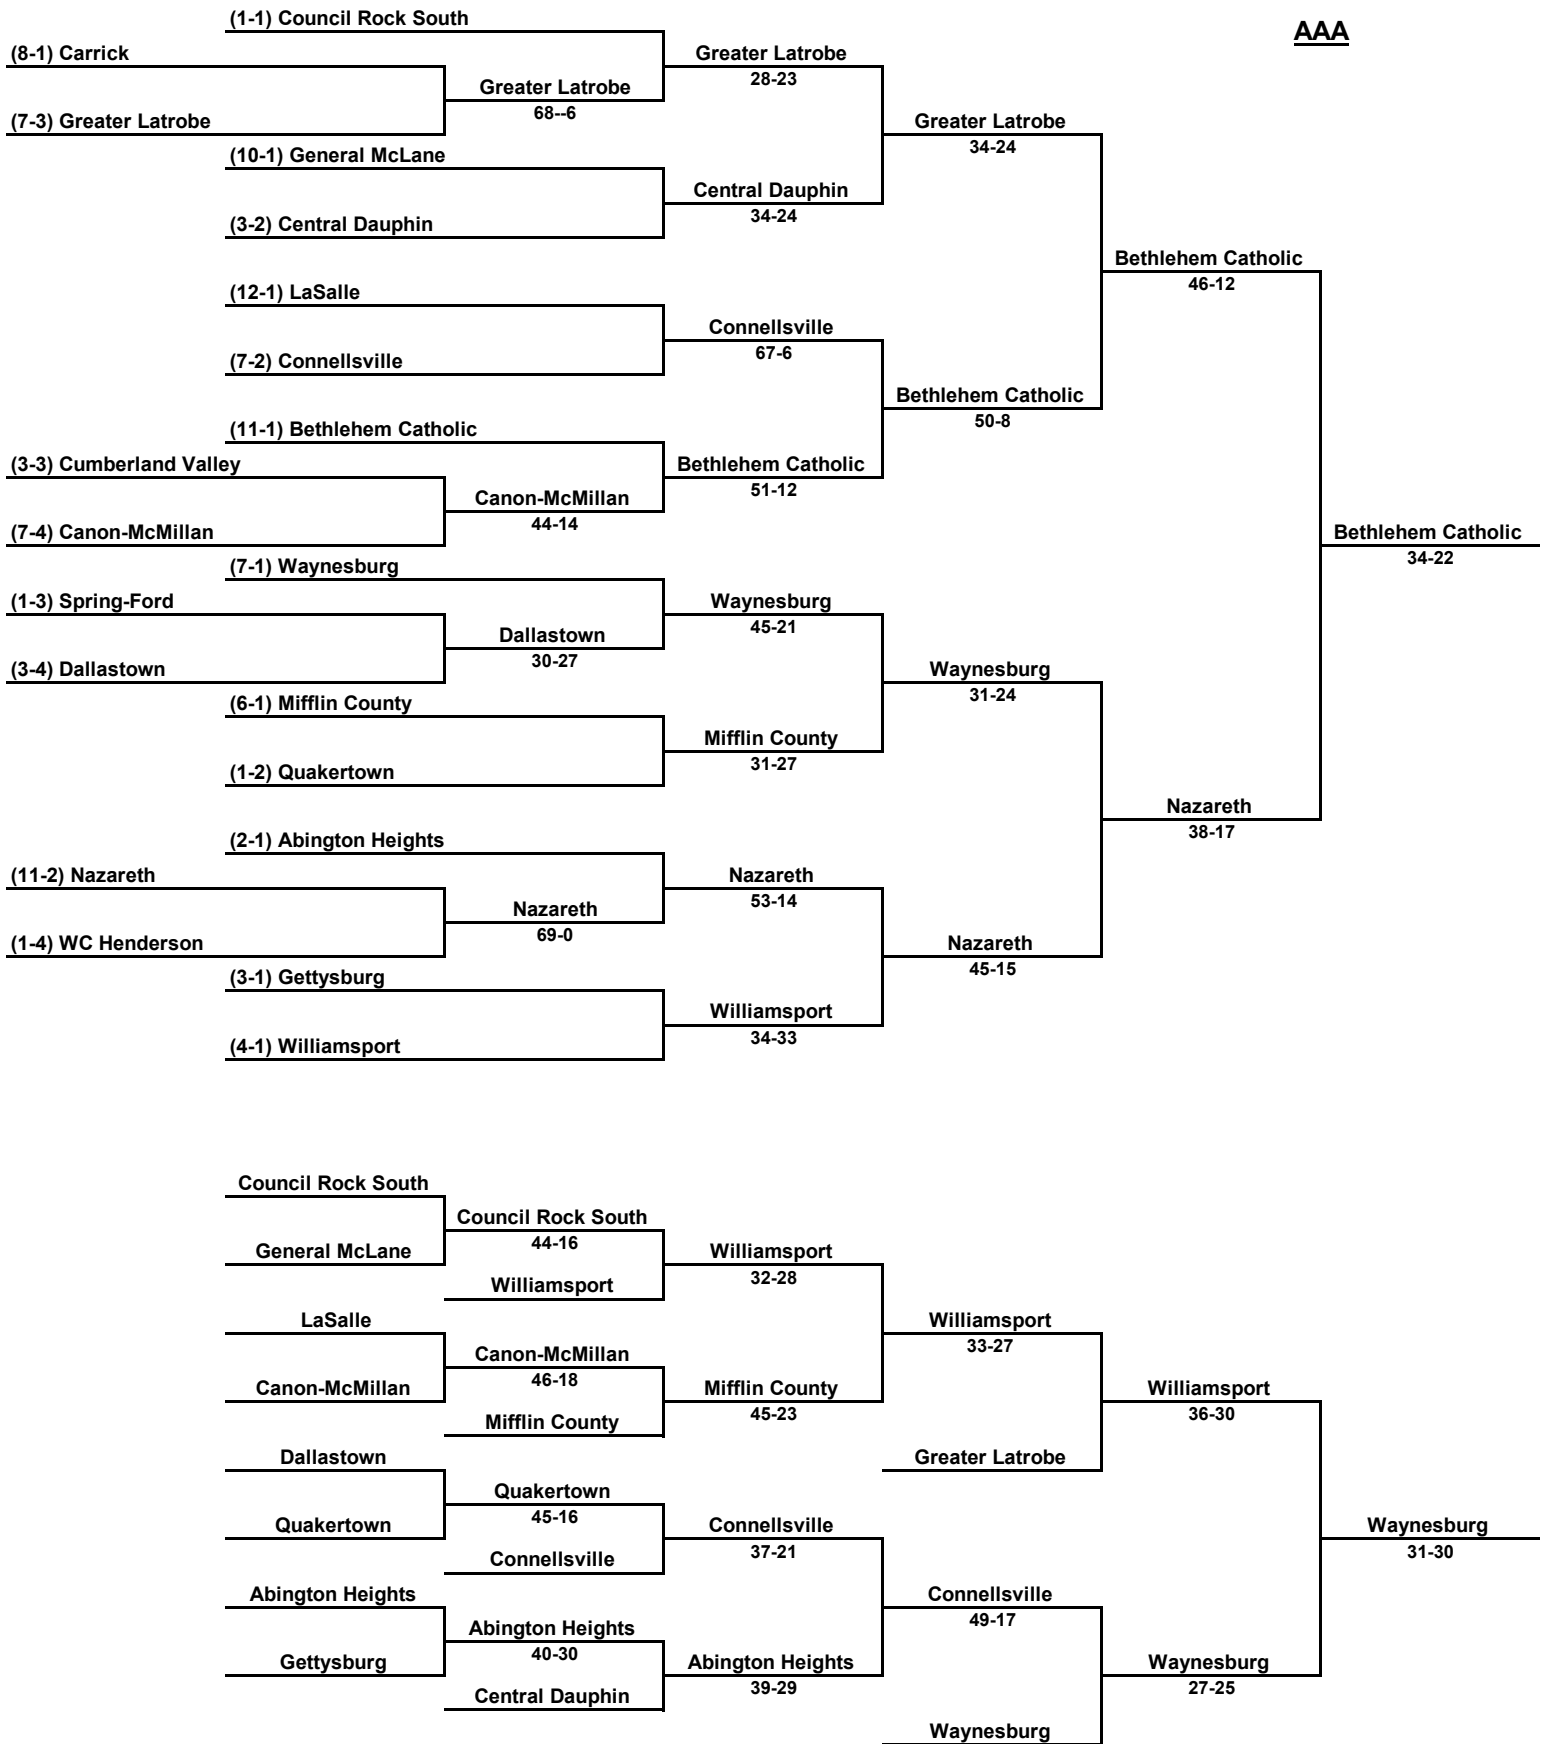 (1-1) Council Rock South
AAA
(8-1) Carrick
Greater Latrobe
28-23
Greater Latrobe
68--6
(7-3) Greater Latrobe
Greater Latrobe
34-24
(10-1) General McLane
Central Dauphin
34-24
(3-2) Central Dauphin
Bethlehem Catholic
46-12
(12-1) LaSalle
Connellsville
67-6
(7-2) Connellsville
Bethlehem Catholic
50-8
(11-1) Bethlehem Catholic
(3-3) Cumberland Valley
Bethlehem Catholic
51-12
Canon-McMillan
44-14
(7-4) Canon-McMillan
Bethlehem Catholic
34-22
(7-1) Waynesburg
(1-3) Spring-Ford
Waynesburg
45-21
Dallastown
30-27
(3-4) Dallastown
Waynesburg
31-24
(6-1) Mifflin County
Mifflin County
31-27
(1-2) Quakertown
Nazareth
38-17
(2-1) Abington Heights
(11-2) Nazareth
Nazareth
53-14
Nazareth
69-0
(1-4) WC Henderson
Nazareth
45-15
(3-1) Gettysburg
Williamsport
34-33
(4-1) Williamsport
Council Rock South
Council Rock South
44-16
General McLane
Williamsport
32-28
Williamsport
LaSalle
Williamsport
33-27
Canon-McMillan
46-18
Canon-McMillan
Mifflin County
45-23
Williamsport
36-30
Mifflin County
Dallastown
Greater Latrobe
Quakertown
45-16
Quakertown
Connellsville
37-21
Waynesburg
31-30
Connellsville
Abington Heights
Connellsville
49-17
Abington Heights
40-30
Gettysburg
Abington Heights
39-29
Waynesburg
27-25
Central Dauphin
Waynesburg